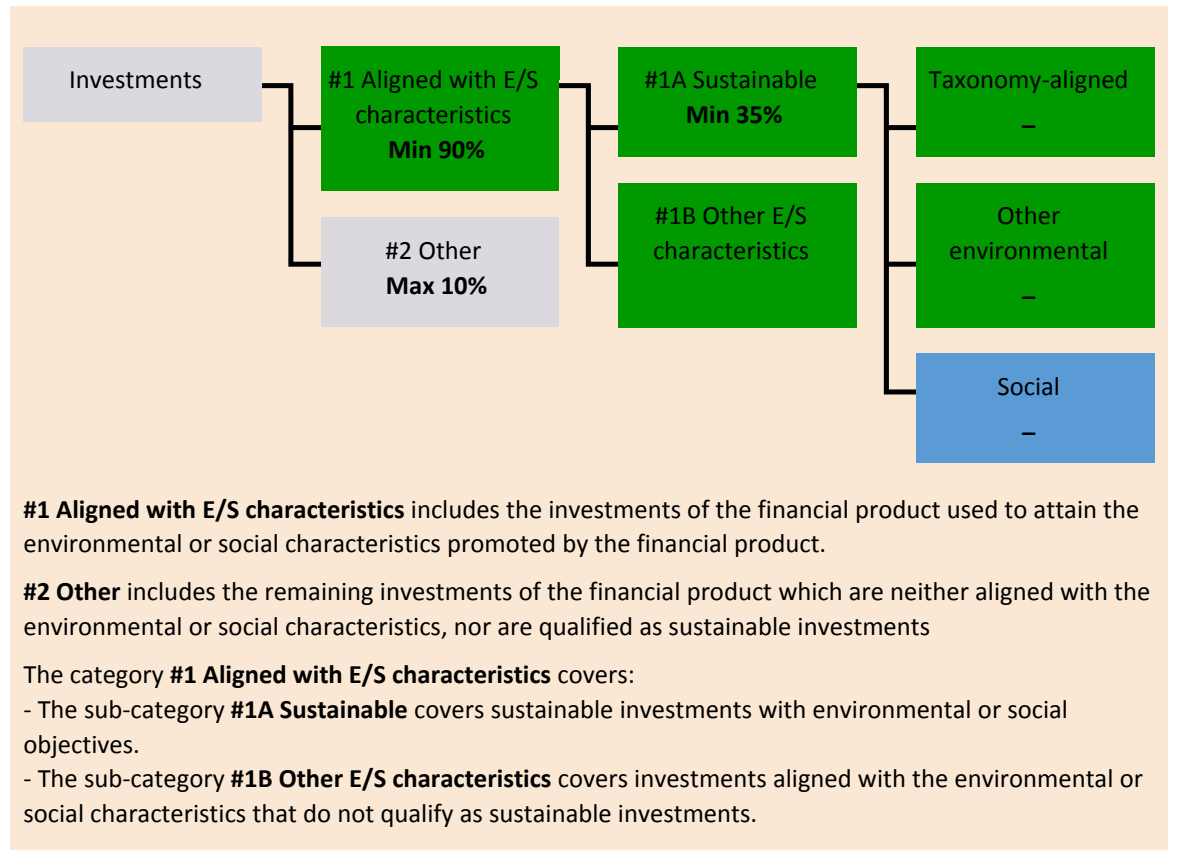 Investments
#1 Aligned with E/S
characteristics
Min 90%
#2 Other
Max 10%
#1A Sustainable
Min 35%
#1B Other E/S
characteristics
Taxonomy-aligned
–
Other
environmental
–
Social
–
#1 Aligned with E/S characteristics includes the investments of the financial product used to attain the
environmental or social characteristics promoted by the financial product.
#2 Other includes the remaining investments of the financial product which are neither aligned with the
environmental or social characteristics, nor are qualified as sustainable investments
The category #1 Aligned with E/S characteristics covers:
- The sub-category #1A Sustainable covers sustainable investments with environmental or social
objectives.
- The sub-category #1B Other E/S characteristics covers investments aligned with the environmental or
social characteristics that do not qualify as sustainable investments.